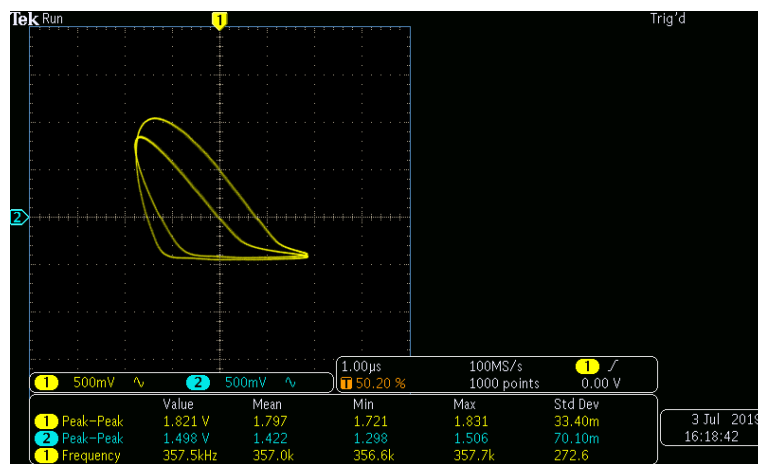 Tek Run
Trig'd
1
2
1 500mV 2 500mV
1.00µs 100MS/s 1
T 50.20 % 1000 points 0.00 V
Value Mean Min Max Std Dev
1 Peak–Peak 1.821 V 1.797 1.721 1.831 33.40m
2 Peak–Peak 1.498 V 1.422 1.298 1.506 70.10m
1 Frequency 357.5kHz 357.0k 356.6k 357.7k 272.6
3 Jul 2019
16:18:42